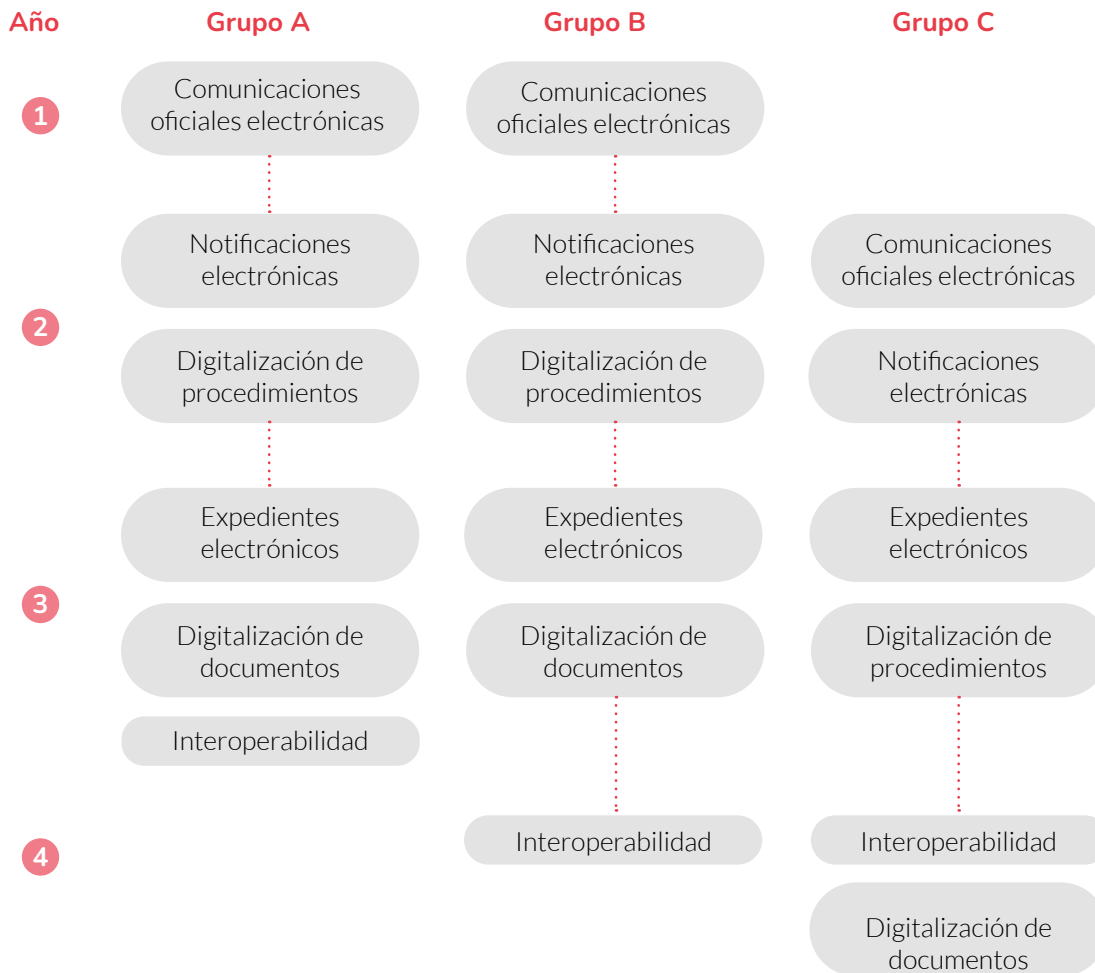 Año Grupo A Grupo B Grupo C
1
Comunicaciones
oficiales electrónicas
Comunicaciones
oficiales electrónicas
2
Notificaciones
electrónicas
Notificaciones
electrónicas
Comunicaciones
oficiales electrónicas
Digitalización de
procedimientos
Digitalización de
procedimientos
Notificaciones
electrónicas
3
Expedientes
electrónicos
Expedientes
electrónicos
Expedientes
electrónicos
Digitalización de
documentos
Digitalización de
documentos
Digitalización de
procedimientos
Interoperabilidad
4
Interoperabilidad
Interoperabilidad
Digitalización de
documentos